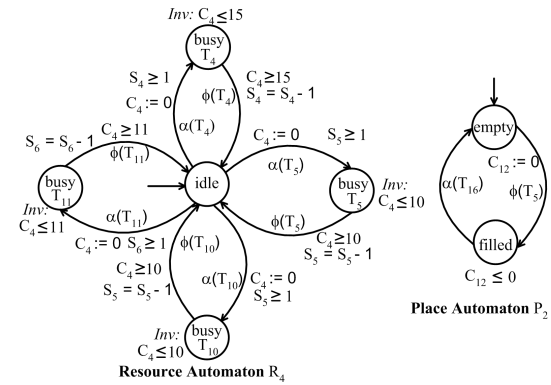 Inv: C₄≤15
busy
T₄
S₄ ≥ 1
C₄ := 0
α(T₄)
C₄≥15
S₄ = S₄ - 1
ϕ(T₄)
S₆ = S₆ - 1
C₄ ≥ 11
ϕ(T₁₁)
C₄ := 0
S₅ ≥ 1
α(T₅)
busy
T₁₁
Inv:
C₄≤11
idle
busy
T₅
Inv:
C₄≤10
α(T₁₁)
C₄ := 0 S₆ ≥ 1
ϕ(T₅)
C₄≥10
S₅ = S₅ - 1
ϕ(T₁₀)
C₄≥10
S₅ = S₅ - 1
α(T₁₀)
C₄ := 0
S₅ ≥ 1
Inv:
C₄≤10
busy
T₁₀
Resource Automaton R₄
empty
C₁₂ := 0
α(T₁₆)
ϕ(T₅)
filled
C₁₂ ≤ 0
Place Automaton P₂